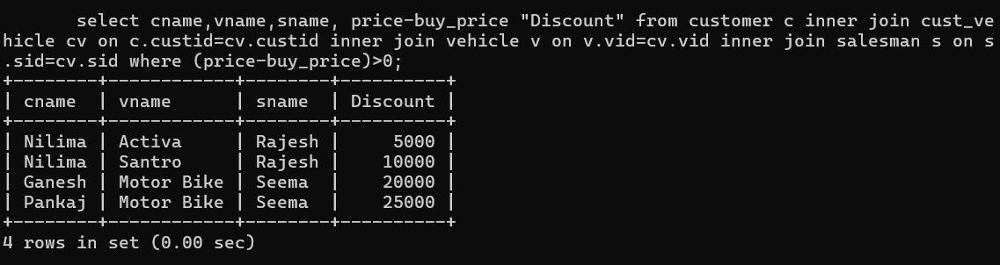 select cname,vname,sname, price-buy_price "Discount" from customer c inner join cust_ve
hicle cv on c.custid=cv.custid inner join vehicle v on v.vid=cv.vid inner join salesman s on s
.sid=cv.sid where (price-buy_price)>0;
+--------+------------+--------+----------+
| cname  | vname      | sname  | Discount |
+--------+------------+--------+----------+
| Nilima | Activa     | Rajesh |     5000 |
| Nilima | Santro     | Rajesh |    10000 |
| Ganesh | Motor Bike | Seema  |    20000 |
| Pankaj | Motor Bike | Seema  |    25000 |
+--------+------------+--------+----------+
4 rows in set (0.00 sec)